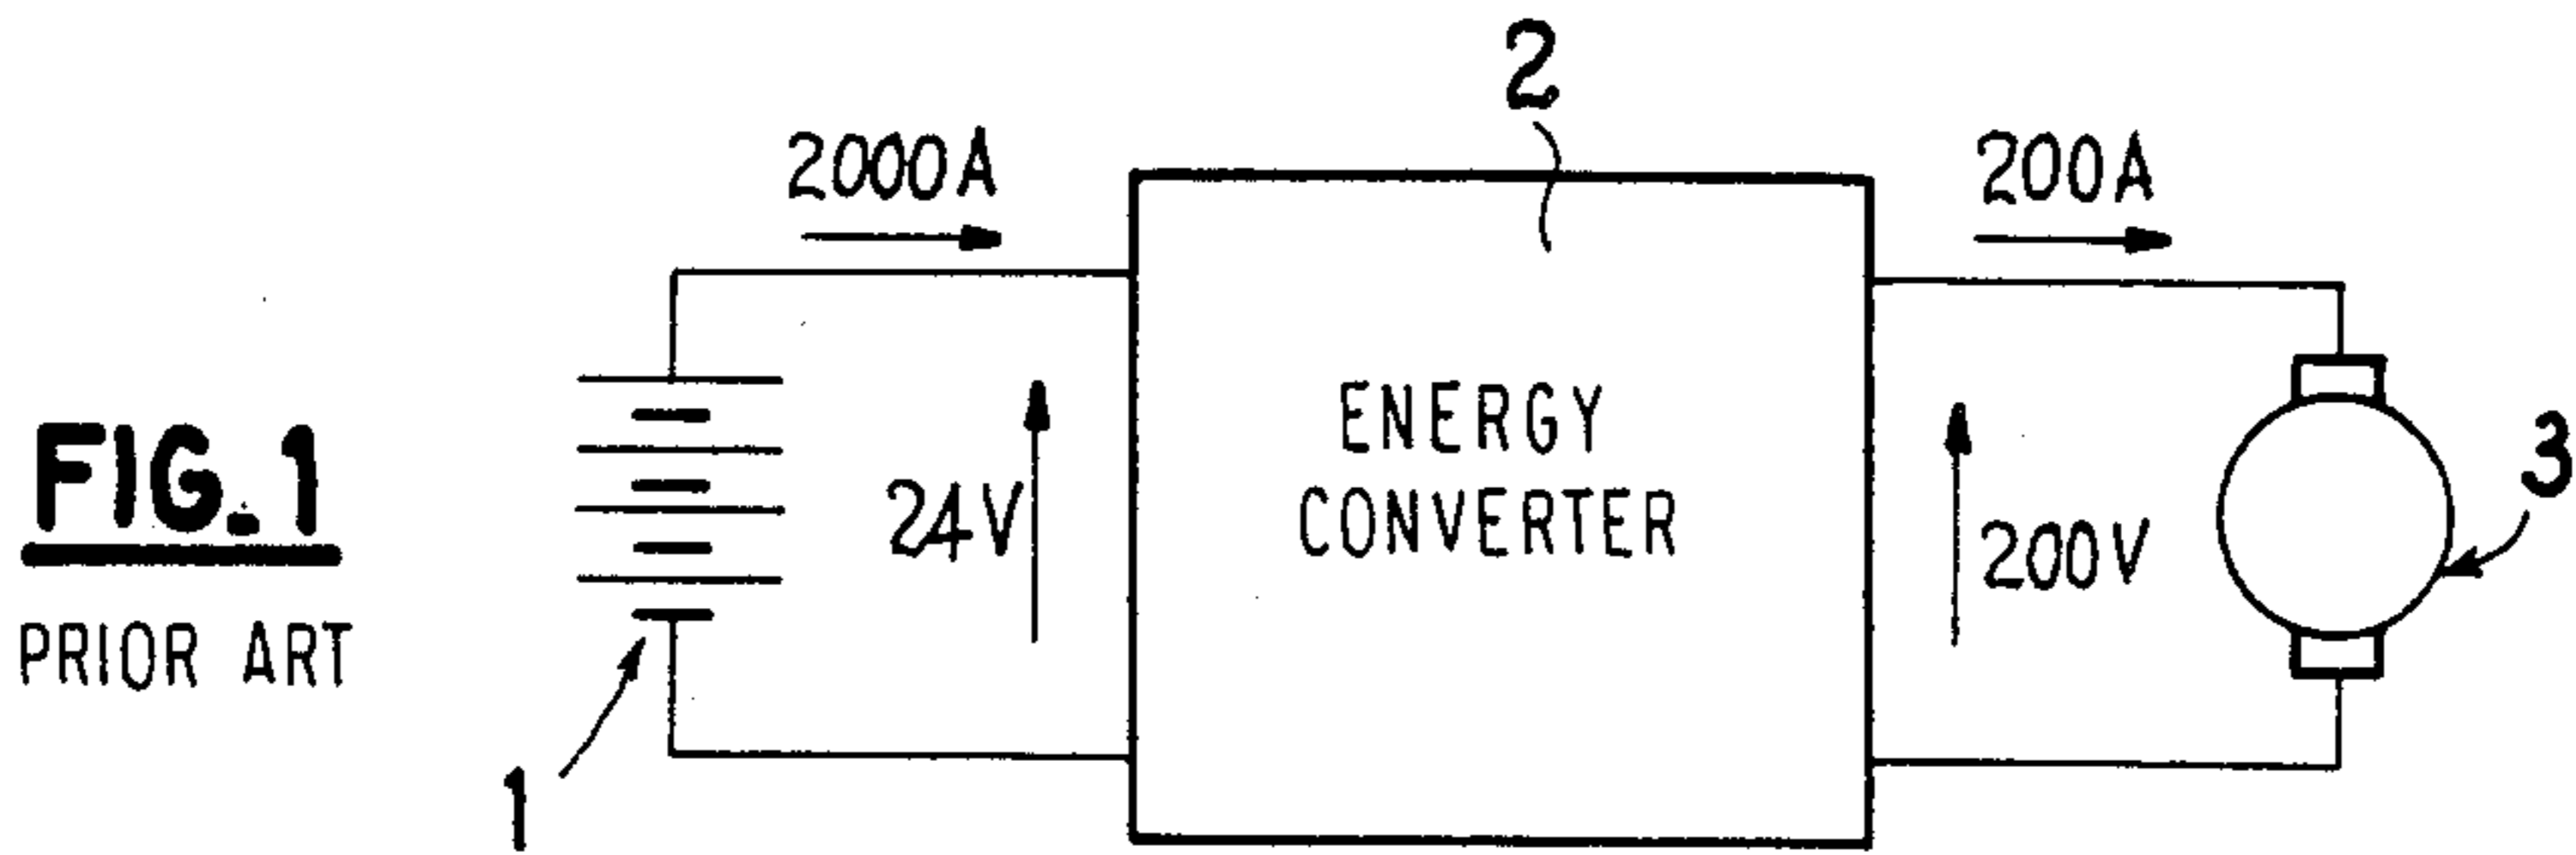 2
2000A
200A
ENERGY
CONVERTER
24V
200V
3
FIG.1
PRIOR ART
1